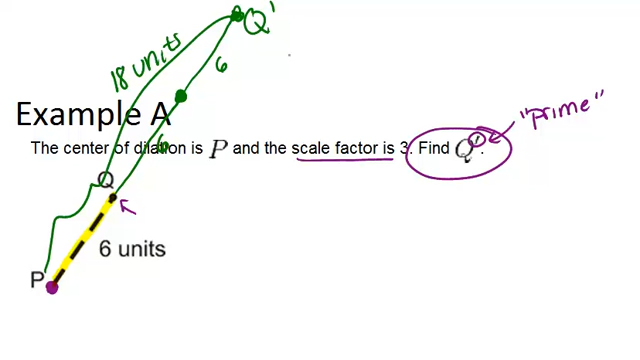 Q'
18 units
6
Example A
"Prime"
The center of dilation is P and the scale factor is 3. Find Q'.
6
Q
6 units
P